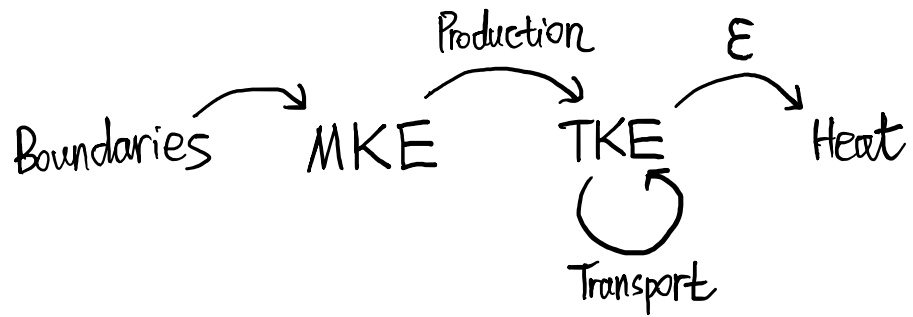 Production ε
Boundaries MKE TKE Heat
Transport